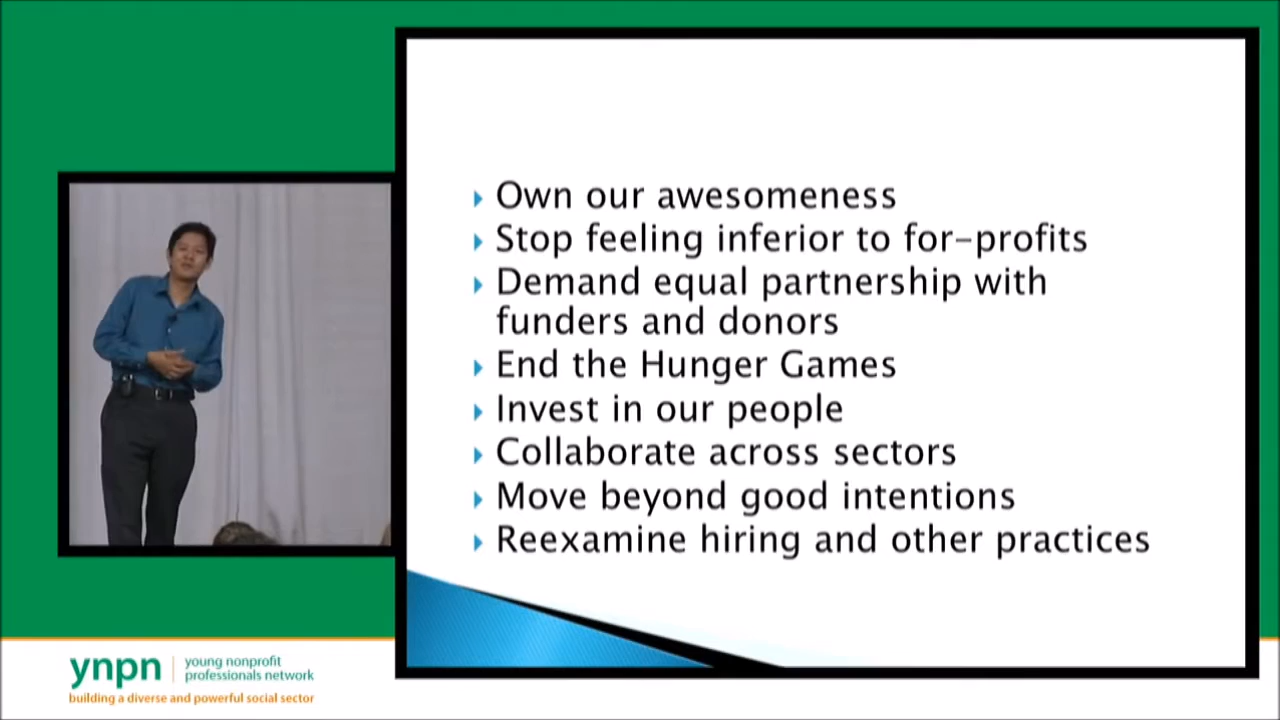 Own our awesomeness
Stop feeling inferior to for-profits
Demand equal partnership with
funders and donors
End the Hunger Games
Invest in our people
Collaborate across sectors
Move beyond good intentions
Reexamine hiring and other practices
ynpn
young nonprofit
professionals network
building a diverse and powerful social sector